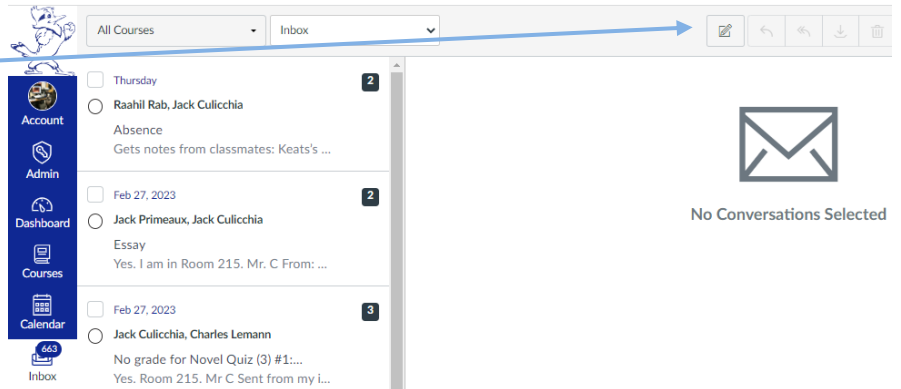 All Courses
Inbox
Thursday
2
Raahil Rab, Jack Culicchia
Absence
Gets notes from classmates: Keats's ...
Feb 27, 2023
2
Jack Primeaux, Jack Culicchia
Essay
Yes. I am in Room 215. Mr. C From: ...
Feb 27, 2023
3
Jack Culicchia, Charles Lemann
No grade for Novel Quiz (3) #1:...
Yes. Room 215. Mr C Sent from my i...
Account
Admin
Dashboard
Courses
Calendar
663
Inbox
No Conversations Selected